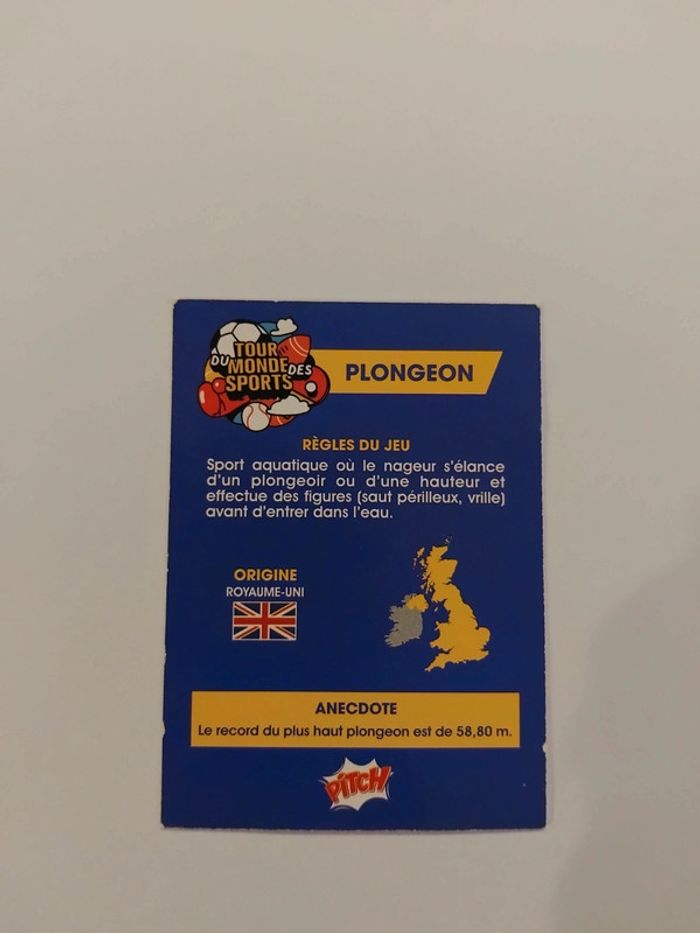 TOUR
DU MONDE DES
SPORTS
PLONGEON
RÈGLES DU JEU
Sport aquatique où le nageur s'élance
d'un plongeoir ou d'une hauteur et
effectue des figures (saut périlleux, vrille)
avant d'entrer dans l'eau.
ORIGINE
ROYAUME-UNI
ANECDOTE
Le record du plus haut plongeon est de 58,80 m.
PiTCH